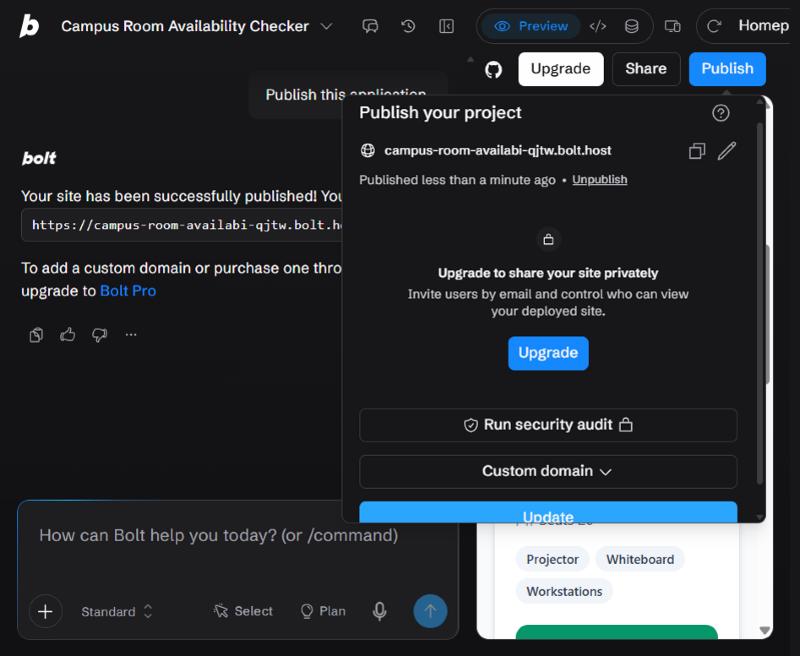 b Campus Room Availability Checker Preview Homep
Upgrade Share Publish
Publish this application
Publish your project
campus-room-availabi-qjtw.bolt.host
Published less than a minute ago • Unpublish
Upgrade to share your site privately
Invite users by email and control who can view
your deployed site.
Upgrade
Run security audit
Custom domain
Update
bolt
Your site has been successfully published! You
https://campus-room-availabi-qjtw.bolt.h
To add a custom domain or purchase one thro
upgrade to Bolt Pro
How can Bolt help you today? (or /command)
Standard Select Plan
Projector Whiteboard
Workstations